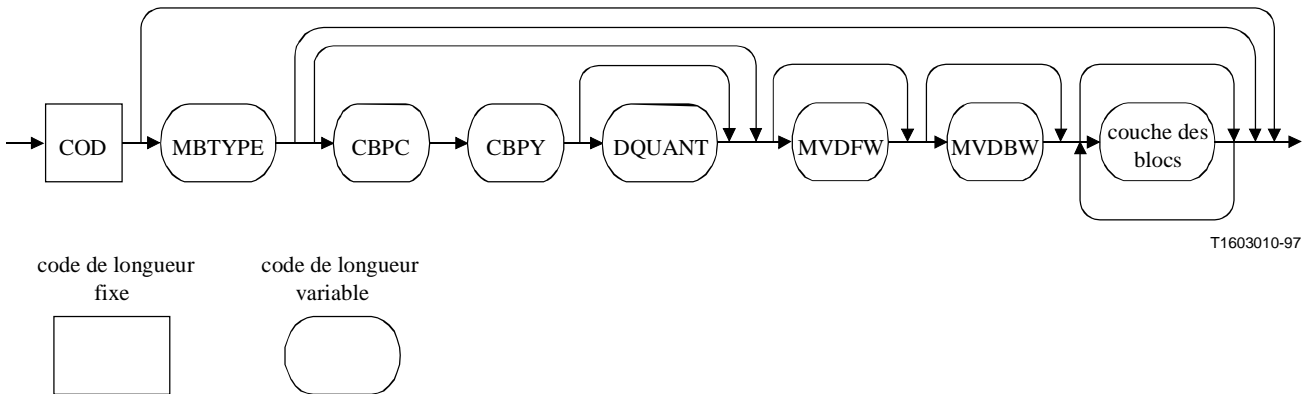 COD
MBTYPE
CBPC
CBPY
DQUANT
MVDFW
MVDBW
couche des
blocs
T1603010-97
code de longueur
fixe
code de longueur
variable